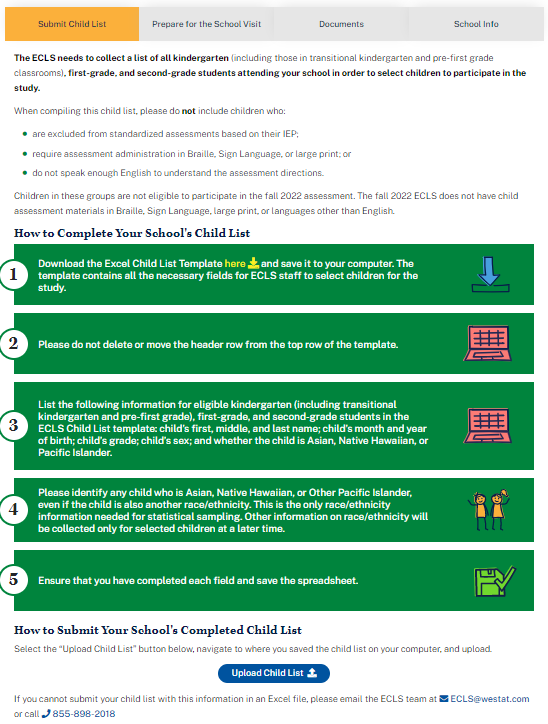 Submit Child List
Prepare for the School Visit
Documents
School Info
The ECLS needs to collect a list of all kindergarten (including those in transitional kindergarten and pre-first grade
classrooms), first-grade, and second-grade students attending your school in order to select children to participate in the
study.
When compiling this child list, please do not include children who:
are excluded from standardized assessments based on their IEP;
require assessment administration in Braille, Sign Language, or large print; or
do not speak enough English to understand the assessment directions.
Children in these groups are not eligible to participate in the fall 2022 assessment. The fall 2022 ECLS does not have child
assessment materials in Braille, Sign Language, large print, or languages other than English.
How to Complete Your School's Child List
1
Download the Excel Child List Template here and save it to your computer. The
template contains all the necessary fields for ECLS staff to select children for the
study.
2
Please do not delete or move the header row from the top row of the template.
3
List the following information for eligible kindergarten (including transitional
kindergarten and pre-first grade), first-grade, and second-grade students in the
ECLS Child List template: child's first, middle, and last name; child's month and year
of birth; child's grade; child's sex; and whether the child is Asian, Native Hawaiian, or
Pacific Islander.
4
Please identify any child who is Asian, Native Hawaiian, or Other Pacific Islander,
even if the child is also another race/ethnicity. This is the only race/ethnicity
information needed for statistical sampling. Other information on race/ethnicity will
be collected only for selected children at a later time.
5
Ensure that you have completed each field and save the spreadsheet.
How to Submit Your School's Completed Child List
Select the "Upload Child List" button below, navigate to where you saved the child list on your computer, and upload.
Upload Child List
If you cannot submit your child list with this information in an Excel file, please email the ECLS team at ECLS@westat.com
or call 855-898-2018